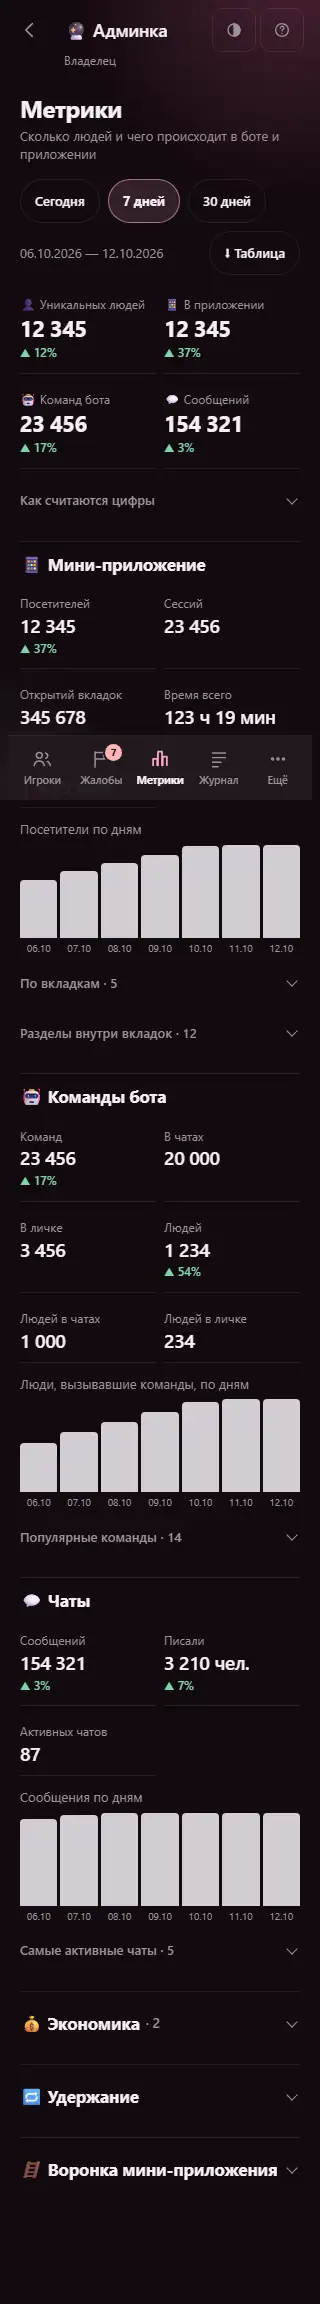 Админка
Владелец
Метрики
Сколько людей и чего происходит в боте и
приложении
Сегодня
7 дней
30 дней
06.10.2026 — 12.10.2026
⬇ Таблица
Уникальных людей
В приложении
12 345
12 345
▲ 12%
▲ 37%
Команд бота
Сообщений
23 456
154 321
▲ 17%
▲ 3%
Как считаются цифры
Мини-приложение
Посетителей
Сессий
12 345
23 456
▲ 37%
Открытий вкладок
Время всего
345 678
123 ч 19 мин
7
Игроки
Жалобы
Метрики
Журнал
Ещё
Посетители по дням
06.10 07.10 08.10 09.10 10.10 11.10 12.10
По вкладкам · 5
Разделы внутри вкладок · 12
Команды бота
Команд
В чатах
23 456
20 000
▲ 17%
В личке
Людей
3 456
1 234
▲ 54%
Людей в чатах
Людей в личке
1 000
234
Люди, вызывавшие команды, по дням
06.10 07.10 08.10 09.10 10.10 11.10 12.10
Популярные команды · 14
Чаты
Сообщений
Писали
154 321
3 210 чел.
▲ 3%
▲ 7%
Активных чатов
87
Сообщения по дням
06.10 07.10 08.10 09.10 10.10 11.10 12.10
Самые активные чаты · 5
Экономика · 2
Удержание
Воронка мини-приложения